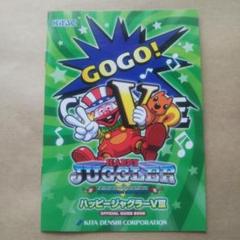 GOGO!
V
HAPPY
JUGGLER
ハッピージャグラーVⅢ
OFFICIAL GUIDE BOOK
KITA DENSHI CORPORATION